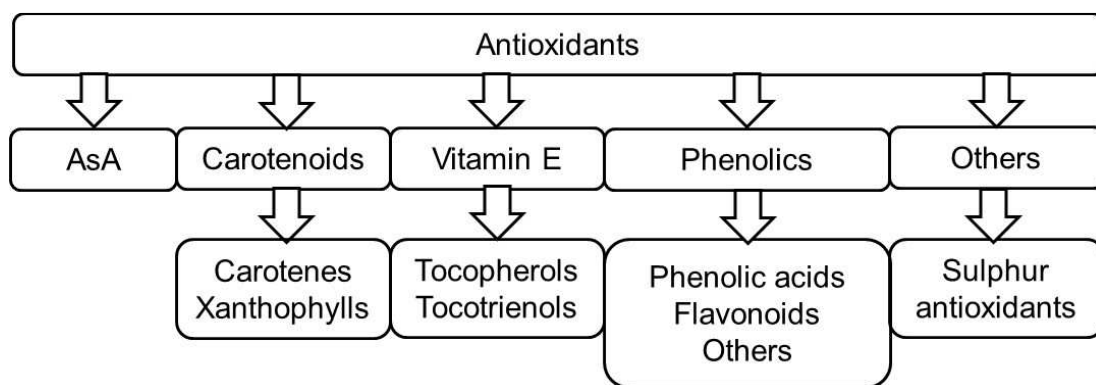 Antioxidants
AsA
Carotenoids
Vitamin E
Phenolics
Others
Carotenes
Xanthophylls
Tocopherols
Tocotrienols
Phenolic acids
Flavonoids
Others
Sulphur
antioxidants